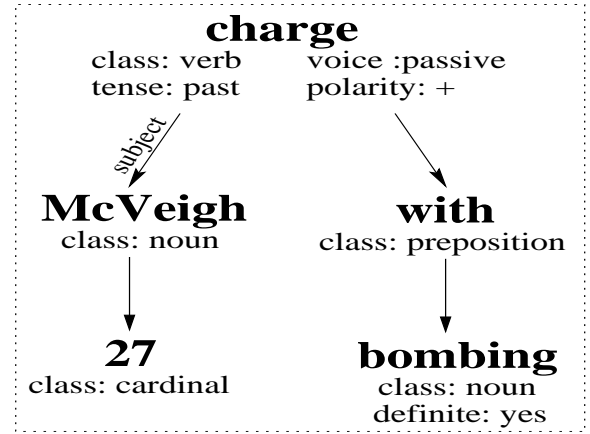 charge
class: verb voice :passive
tense: past polarity: +
subject
McVeigh with
class: noun class: preposition
27 bombing
class: cardinal class: noun
definite: yes